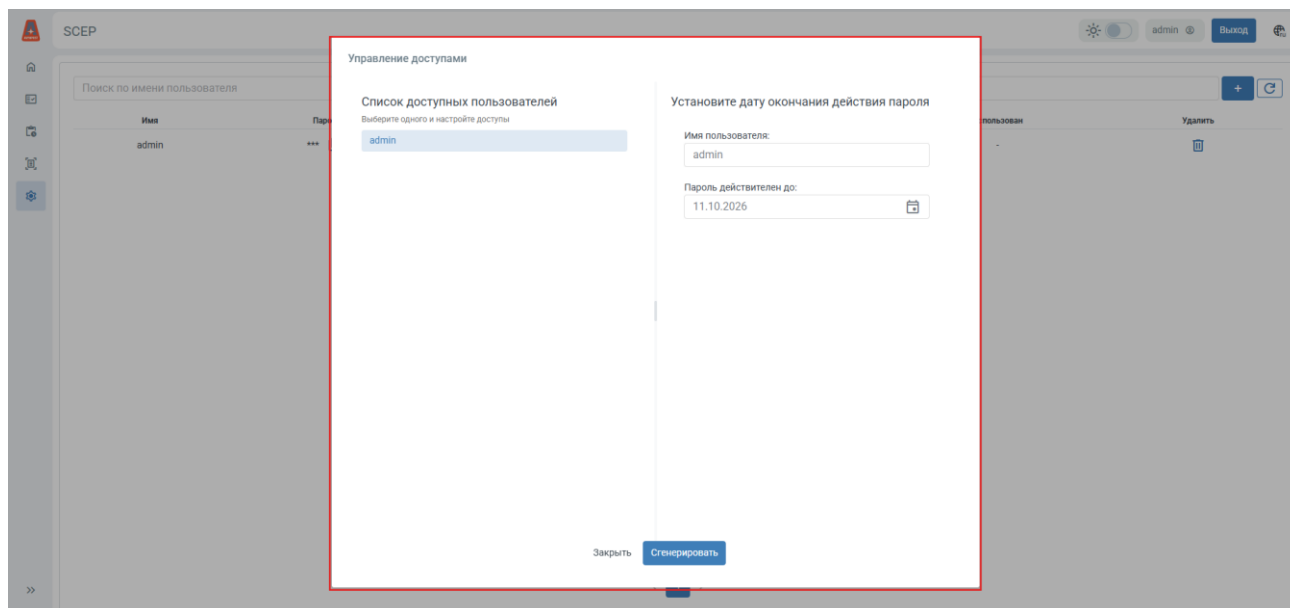 SCEP
admin
Выход
Управление доступами
Поиск по имени пользователя
Список доступных пользователей
Выберите одного и настройте доступы
admin
Установите дату окончания действия пароля
Имя пользователя:
admin
Пароль действителен до:
11.10.2026
Имя
Удалить
admin
***
-
Закрыть
Сгенерировать